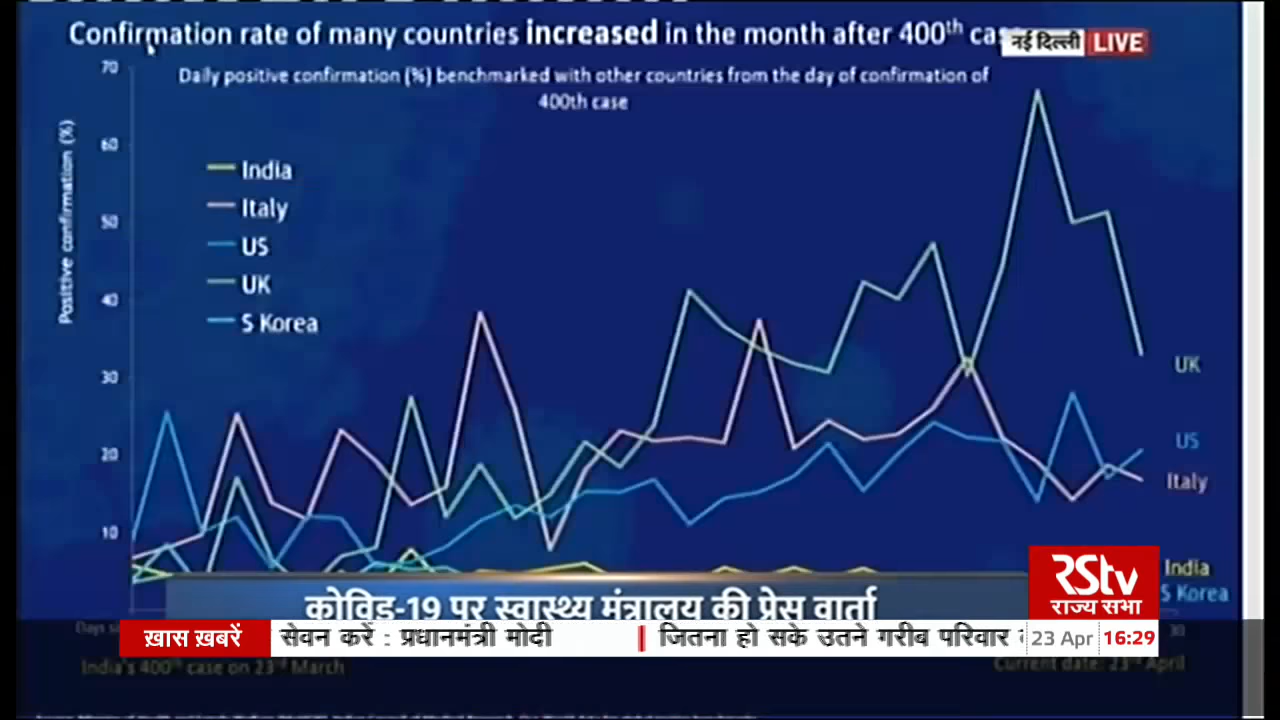 Confirmation rate of many countries increased in the month after 400th
नई दिल्ली LIVE
Daily positive confirmation (%) benchmarked with other countries from the day of confirmation of
400th case
Positive confirmation (%)
70
60
50
40
30
20
10
India
Italy
US
UK
S Korea
UK
US
Italy
India
S Korea
RStv
राज्य सभा
कोविड-19 पर स्वास्थ्य मंत्रालय की प्रेस वार्ता
Days
30
ख़ास ख़बरें
सेवन करें : प्रधानमंत्री मोदी | जितना हो सके उतने गरीब परिवार
23 Apr 16:29
India's 400th case on 23rd March
Current date: 23rd April